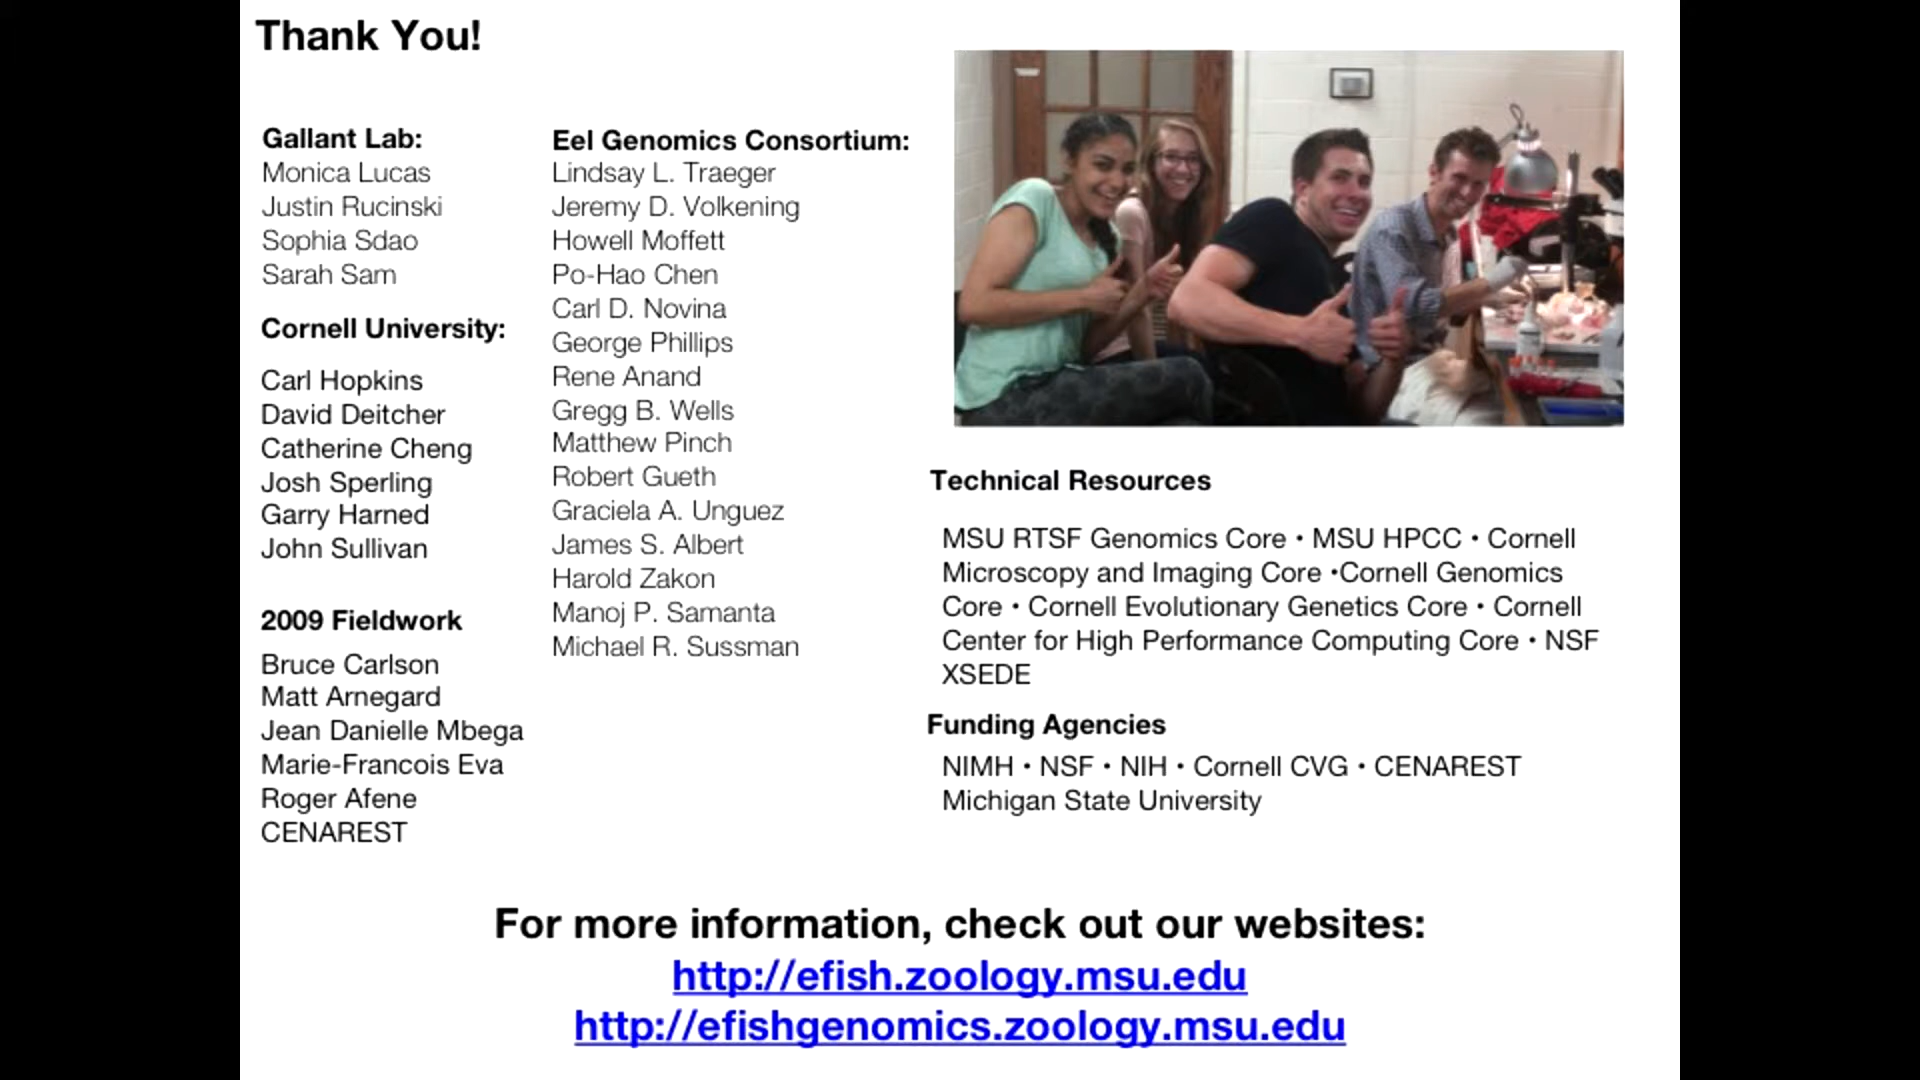 Thank You!
Gallant Lab:
Monica Lucas
Justin Rucinski
Sophia Sdao
Sarah Sam
Cornell University:
Carl Hopkins
David Deitcher
Catherine Cheng
Josh Sperling
Garry Harned
John Sullivan
2009 Fieldwork
Bruce Carlson
Matt Arnegard
Jean Danielle Mbega
Marie-Francois Eva
Roger Afene
CENAREST
Eel Genomics Consortium:
Lindsay L. Traeger
Jeremy D. Volkening
Howell Moffett
Po-Hao Chen
Carl D. Novina
George Phillips
Rene Anand
Gregg B. Wells
Matthew Pinch
Robert Gueth
Graciela A. Unguez
James S. Albert
Harold Zakon
Manoj P. Samanta
Michael R. Sussman
Technical Resources
MSU RTSF Genomics Core • MSU HPCC • Cornell
Microscopy and Imaging Core •Cornell Genomics
Core • Cornell Evolutionary Genetics Core • Cornell
Center for High Performance Computing Core • NSF
XSEDE
Funding Agencies
NIMH • NSF • NIH • Cornell CVG • CENAREST
Michigan State University
For more information, check out our websites:
http://efish.zoology.msu.edu
http://efishgenomics.zoology.msu.edu